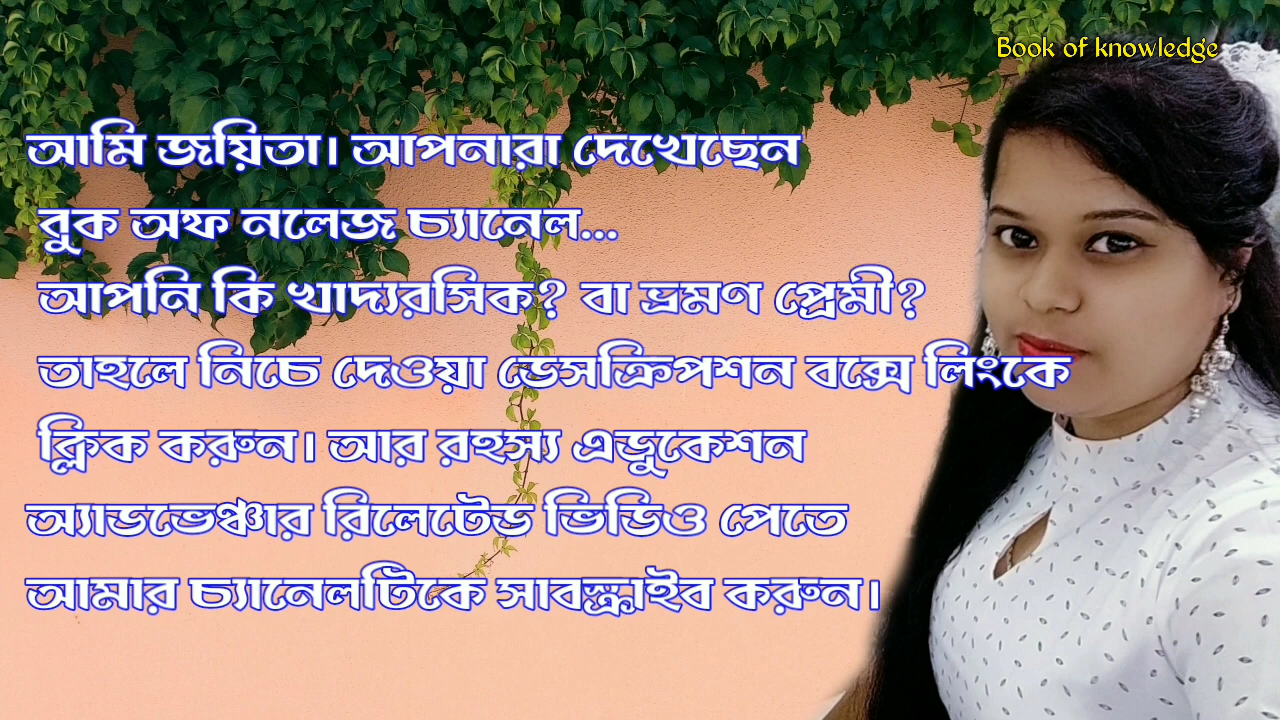 Book of knowledge
আমি জয়িতা। আপনারা দেখেছেন
বুক অফ নলেজ চ্যানেল...
আপনি কি খাদ্যরসিক? বা ভ্রমণ প্রেমী?
তাহলে নিচে দেওয়া ডেসক্রিপশন বক্সে লিংকে
ক্লিক করুন। আর রহস্য এডুকেশন
অ্যাডভেঞ্চার রিলেটেড ভিডিও পেতে
আমার চ্যানেলটিকে সাবস্ক্রাইব করুন।